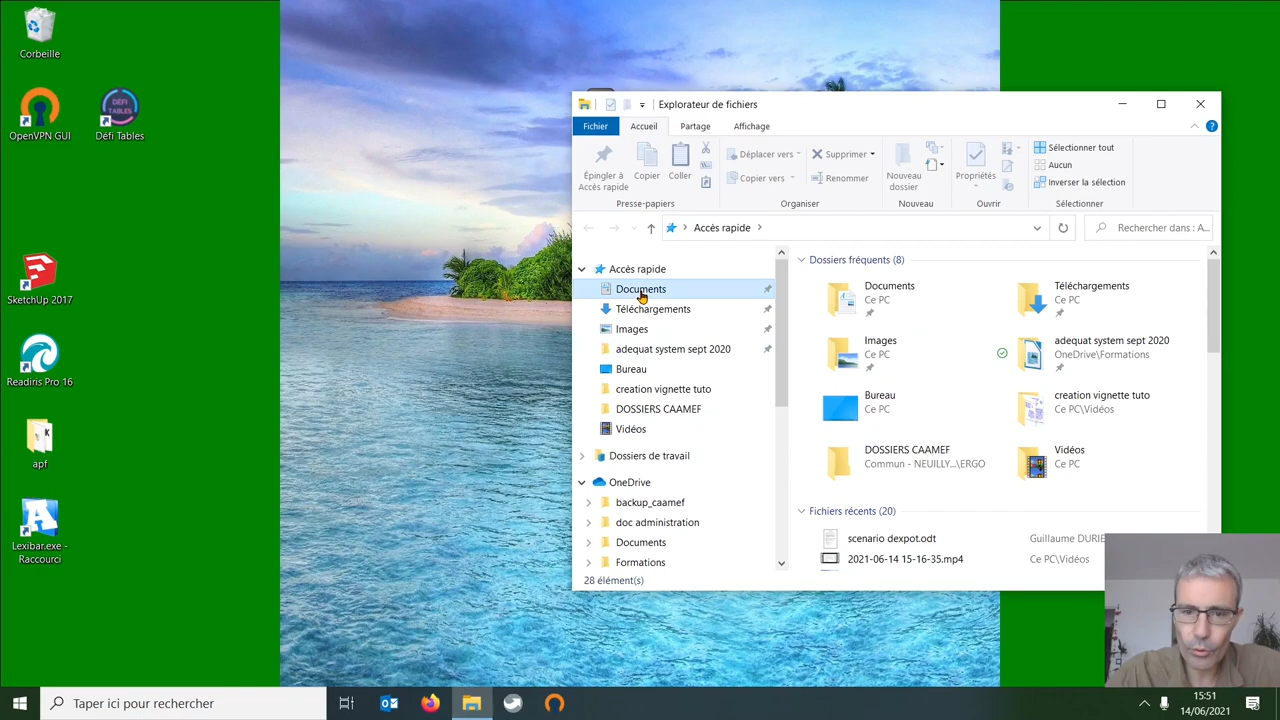 Corbeille
OpenVPN GUI
Défi Tables
DÉFI
TABLES
SketchUp 2017
Readiris Pro 16
apf
Lexibar.exe -
Raccourci
Explorateur de fichiers
Fichier
Accueil
Partage
Affichage
Épingler à
Accès rapide
Copier
Coller
Déplacer vers
Copier vers
Supprimer
Renommer
Nouveau
dossier
Propriétés
Sélectionner tout
Aucun
Inverser la sélection
Presse-papiers
Organiser
Nouveau
Ouvrir
Sélectionner
Accès rapide
Rechercher dans : A...
Accès rapide
Documents
Téléchargements
Images
adequat system sept 2020
Bureau
creation vignette tuto
DOSSIERS CAAMEF
Vidéos
Dossiers de travail
OneDrive
backup_caamef
doc administration
Documents
Formations
Dossiers fréquents (8)
Documents
Ce PC
Téléchargements
Ce PC
Images
Ce PC
adequat system sept 2020
OneDrive\Formations
Bureau
Ce PC
creation vignette tuto
Ce PC\Vidéos
DOSSIERS CAAMEF
Commun - NEUILLY...\ERGO
Vidéos
Ce PC
Fichiers récents (20)
scenario dexpot.odt
Guillaume DURIE
2021-06-14 15-16-35.mp4
Ce PC\Vidéos
28 élément(s)
Taper ici pour rechercher
15:51
14/06/2021